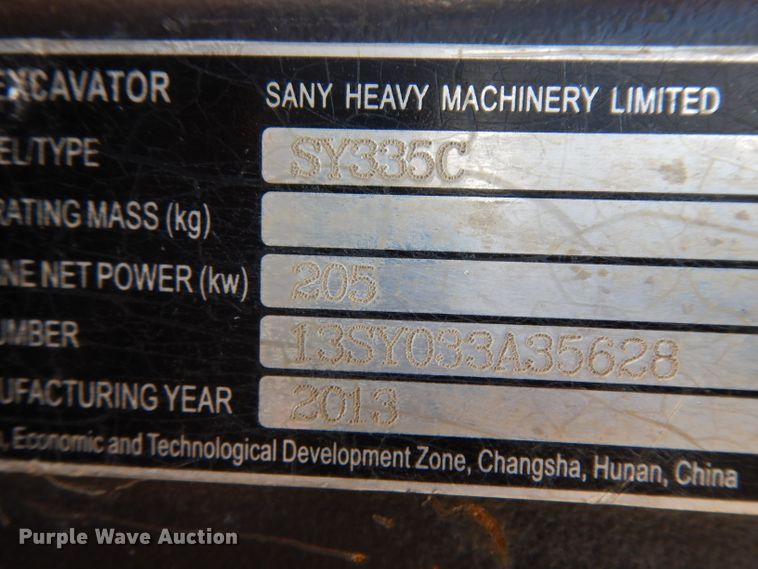 EXCAVATOR SANY HEAVY MACHINERY LIMITED
EL/TYPE SY335C
RATING MASS (kg)
INE NET POWER (kw) 205
UMBER 13SY033A35628
UFACTURING YEAR 2013
, Economic and Technological Development Zone, Changsha, Hunan, China
Purple Wave Auction